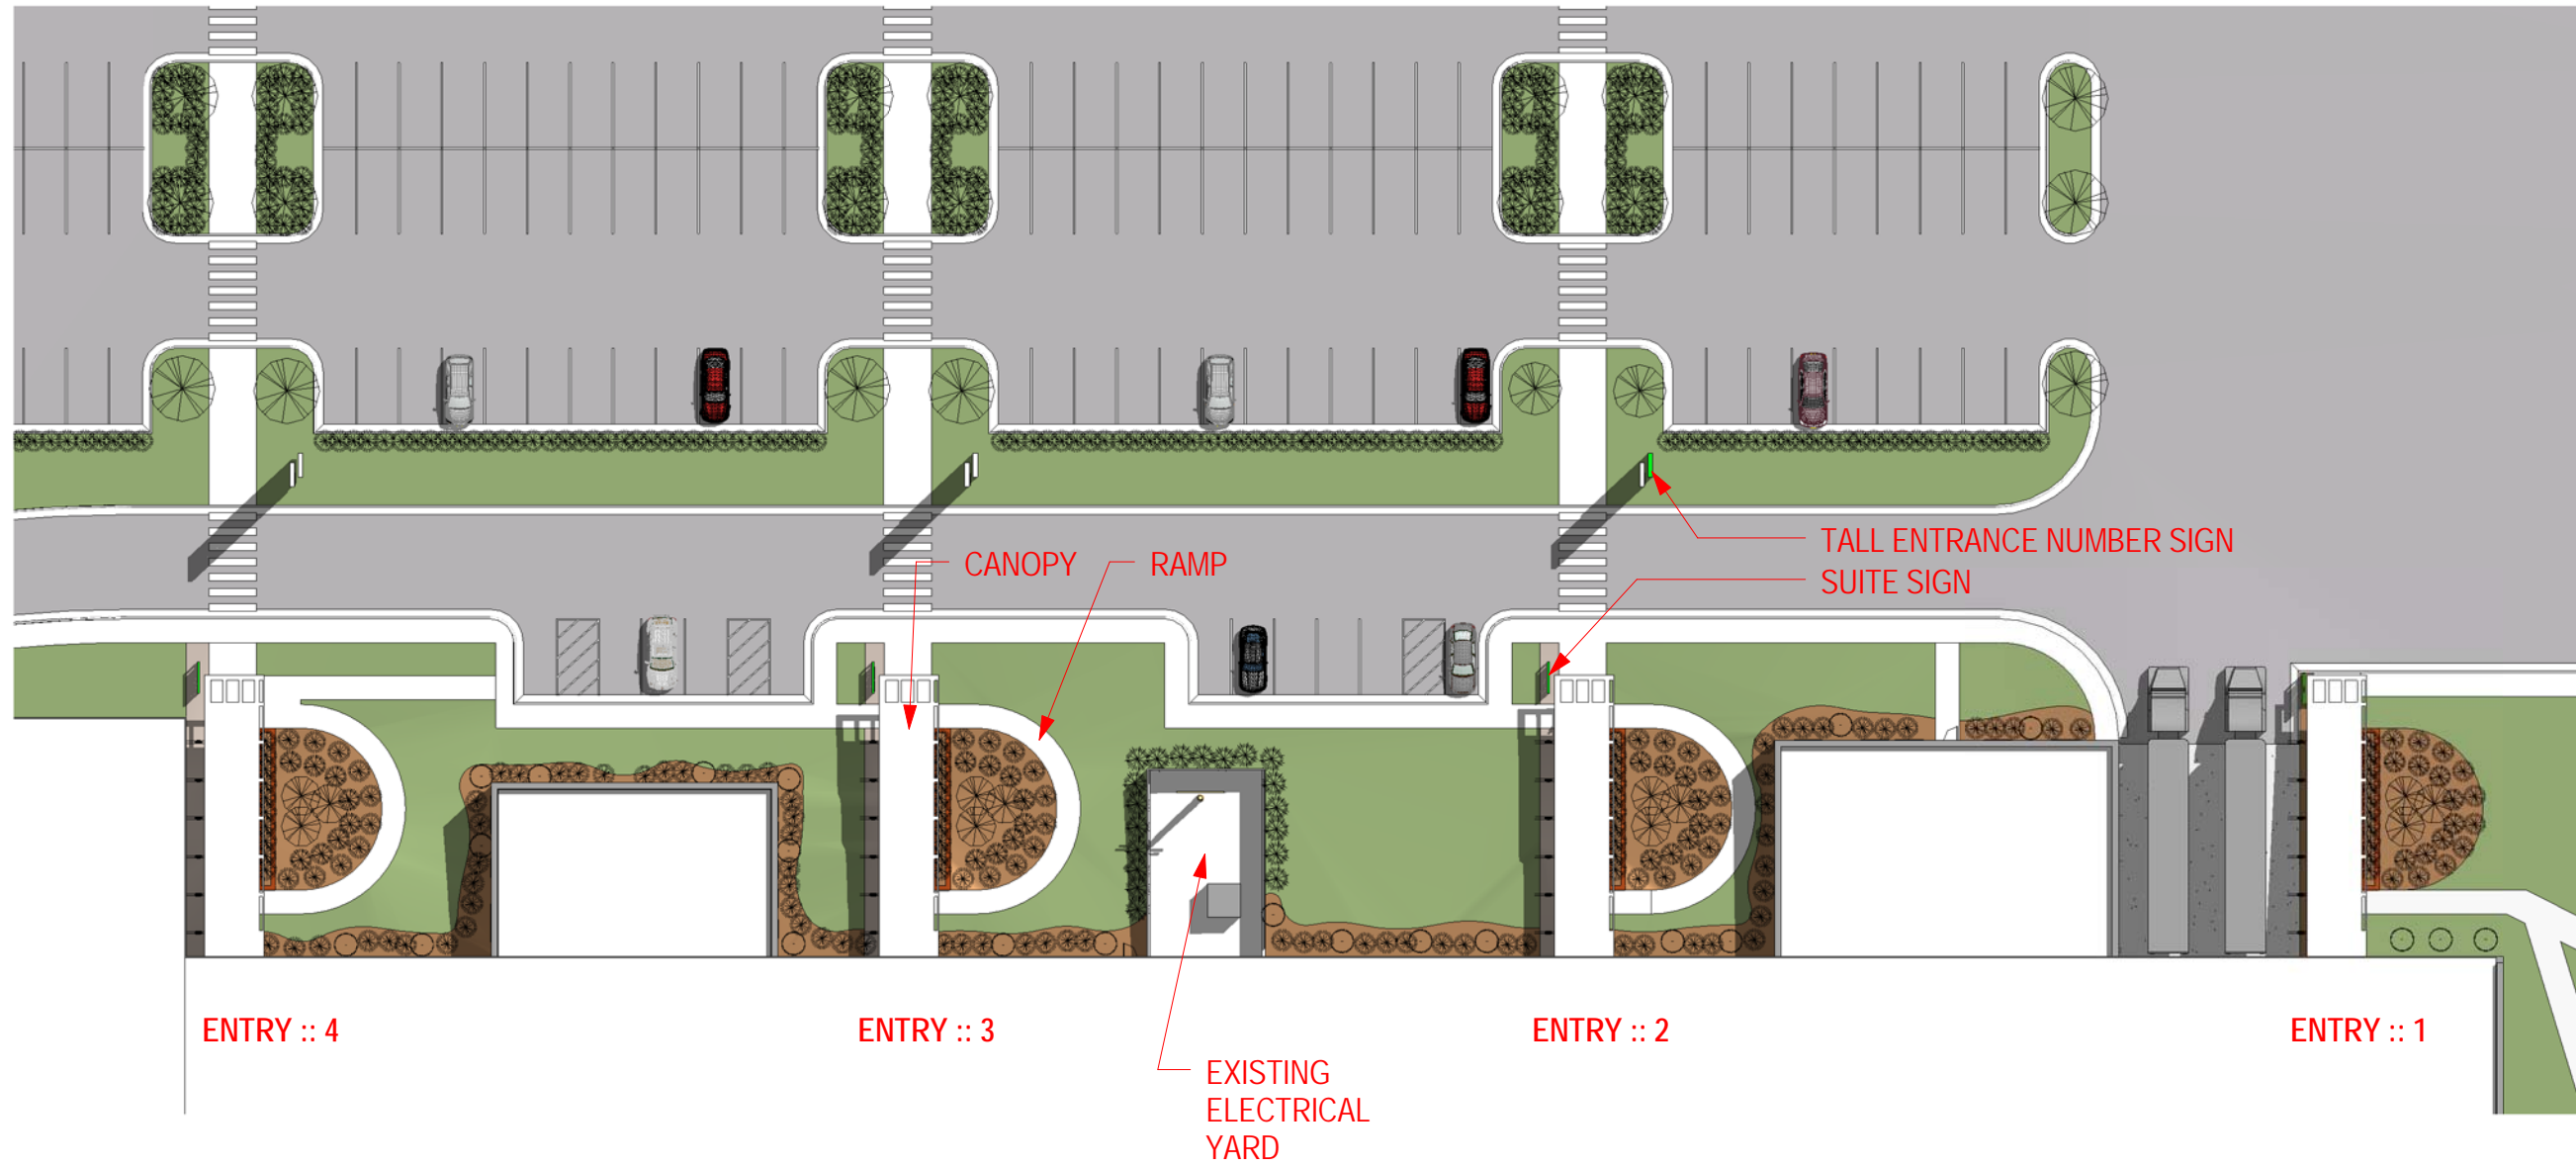 TALL ENTRANCE NUMBER SIGN
CANOPY
RAMP
SUITE SIGN
ENTRY :: 4
ENTRY :: 3
ENTRY :: 2
ENTRY :: 1
EXISTING
ELECTRICAL
YARD